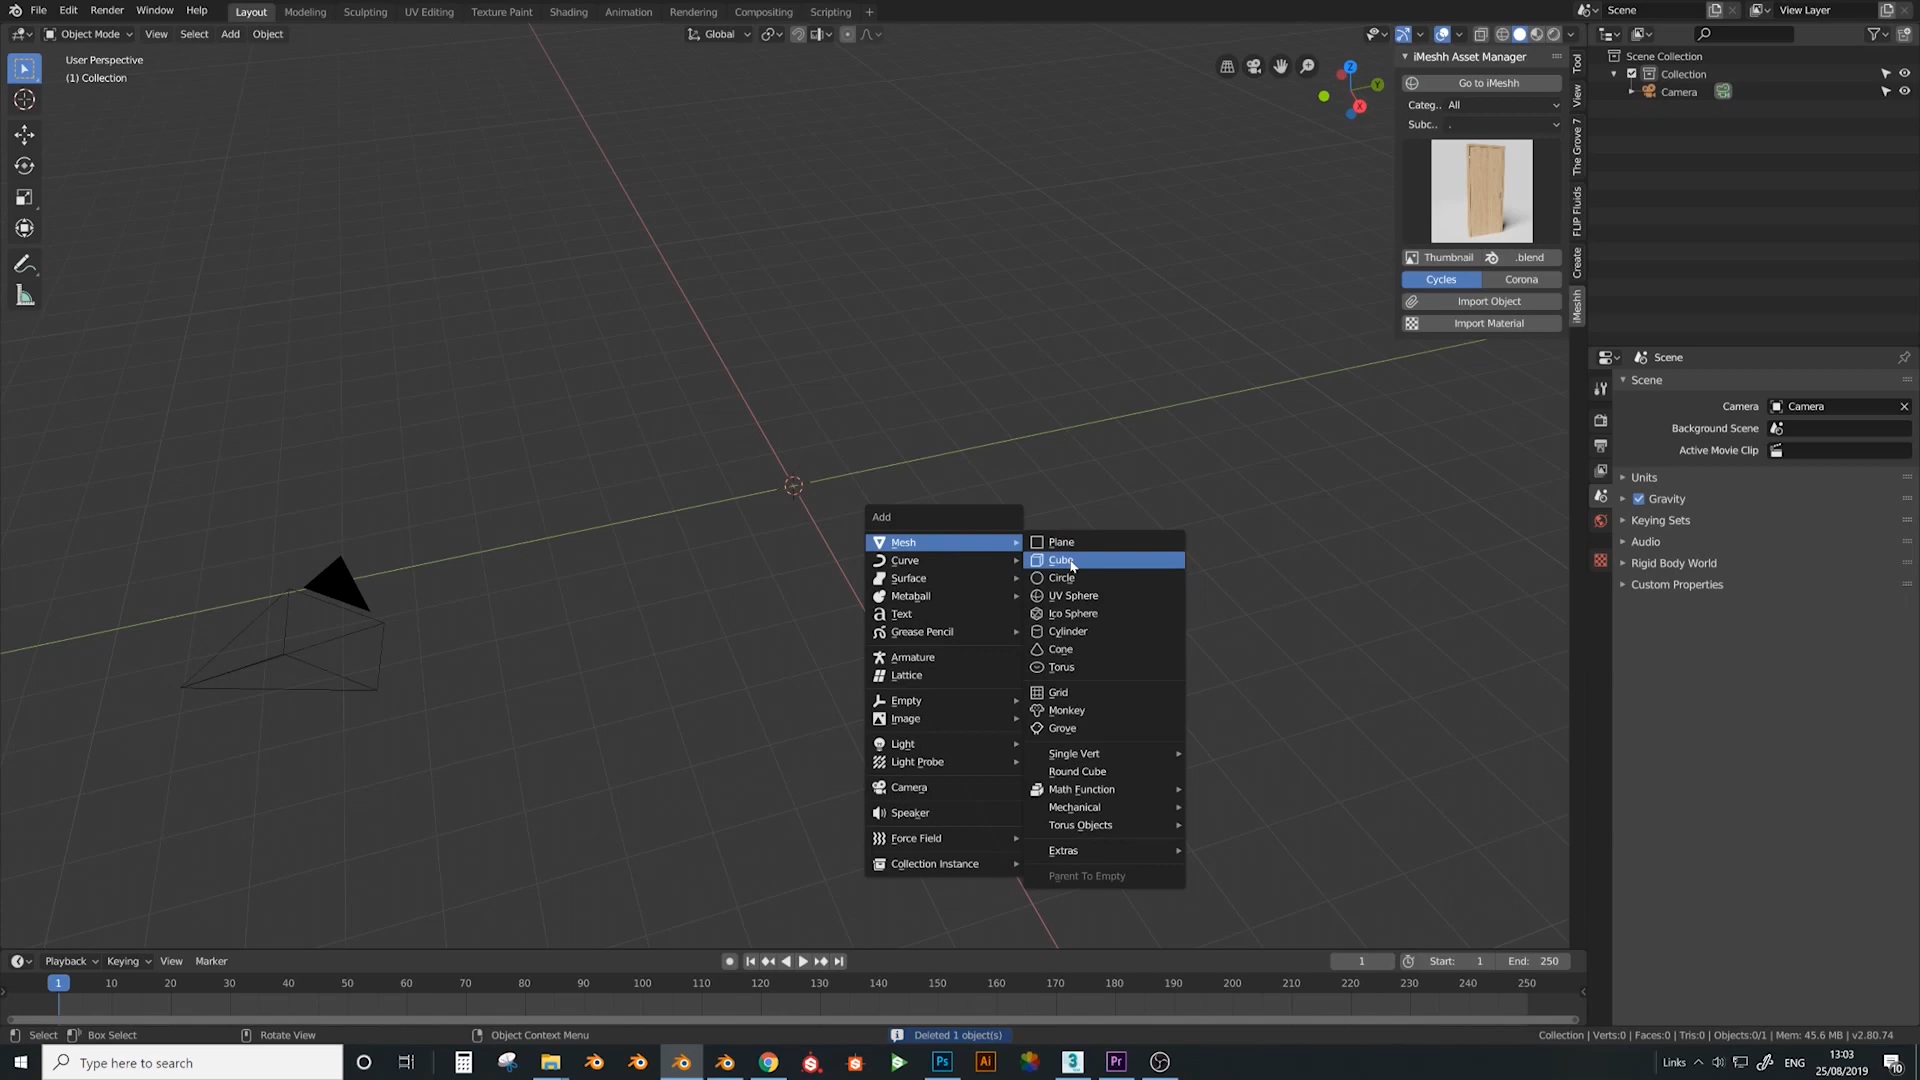 File Edit Render Window Help Layout Modeling Sculpting UV Editing Texture Paint Shading Animation Rendering Compositing Scripting + Scene View Layer
Object Mode View Select Add Object Global
User Perspective
(1) Collection
iMeshh Asset Manager
Go to iMeshh
Categ.. All
Subc.. .
Thumbnail .blend
Cycles Corona
Import Object
Import Material
Tool
View
The Grove 7
FLIP Fluids
Create
iMeshh
Scene Collection
Collection
Camera
Scene
Scene
Camera Camera
Background Scene
Active Movie Clip
Units
Gravity
Keying Sets
Audio
Rigid Body World
Custom Properties
Z
Y
X
Add
Mesh
Curve
Surface
Metaball
Text
Grease Pencil
Armature
Lattice
Empty
Image
Light
Light Probe
Camera
Speaker
Force Field
Collection Instance
Plane
Cube
Circle
UV Sphere
Ico Sphere
Cylinder
Cone
Torus
Grid
Monkey
Grove
Single Vert
Round Cube
Math Function
Mechanical
Torus Objects
Extras
Parent To Empty
Playback Keying View Marker 1 Start: 1 End: 250
1 10 20 30 40 50 60 70 80 90 100 110 120 130 140 150 160 170 180 190 200 210 220 230 240 250
Select Box Select Rotate View Object Context Menu Deleted 1 object(s) Collection | Verts:0 | Faces:0 | Tris:0 | Objects:0/1 | Mem: 45.6 MB | v2.80.74
Type here to search Ps Ai 3 Pr Links ENG 13:03
25/08/2019 10